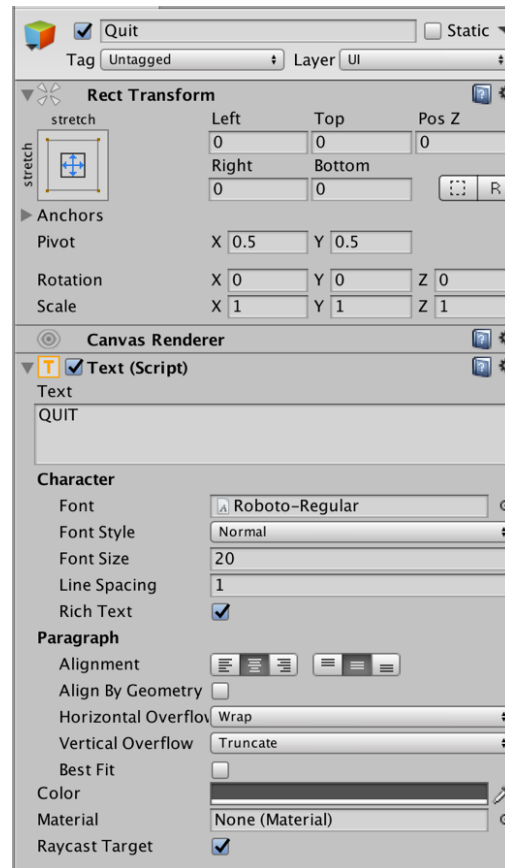 Quit Static
Tag Untagged Layer UI
Rect Transform
stretch Left Top Pos Z
stretch
0 0 0
Right Bottom
0 0 R
Anchors
Pivot X 0.5 Y 0.5
Rotation X 0 Y 0 Z 0
Scale X 1 Y 1 Z 1
Canvas Renderer
T Text (Script)
Text
QUIT
Character
Font Roboto-Regular
Font Style Normal
Font Size 20
Line Spacing 1
Rich Text
Paragraph
Alignment
Align By Geometry
Horizontal Overflov Wrap
Vertical Overflow Truncate
Best Fit
Color
Material None (Material)
Raycast Target